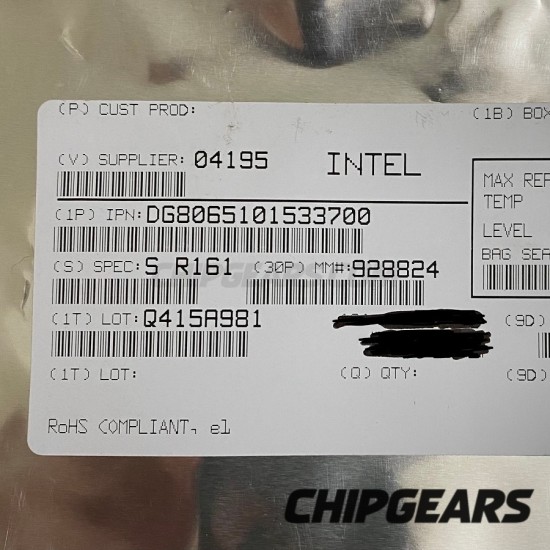 (P) CUST PROD:
(1B) BOX
(V) SUPPLIER: 04195 INTEL
MAX REF
TEMP
(1P) IPN: DG8065101533700
LEVEL
BAG SEA
(S) SPEC: S R161 (30P) MM#: 928824
CHIPGEARS
(1T) LOT: Q415A981
(9D)
(1T) LOT: (Q) QTY: (9D)
RoHS COMPLIANT, e1
CHIPGEARS